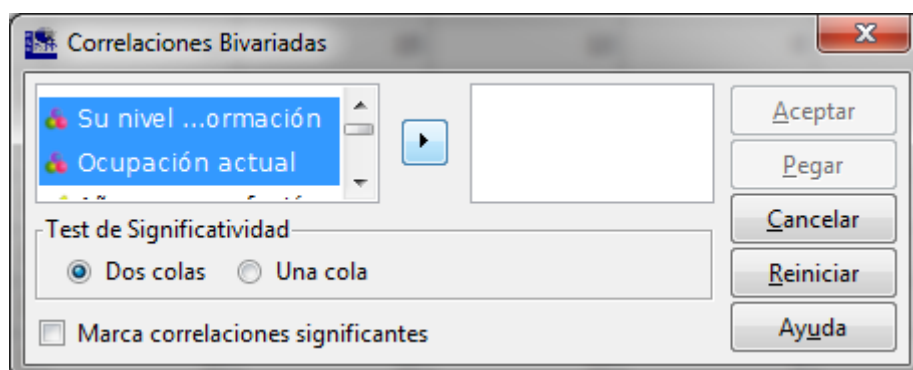 Correlaciones Bivariadas
Su nivel ...ormación
Ocupación actual
Aceptar
Pegar
Cancelar
Reiniciar
Ayuda
Test de Significatividad
Dos colas
Una cola
Marca correlaciones significantes